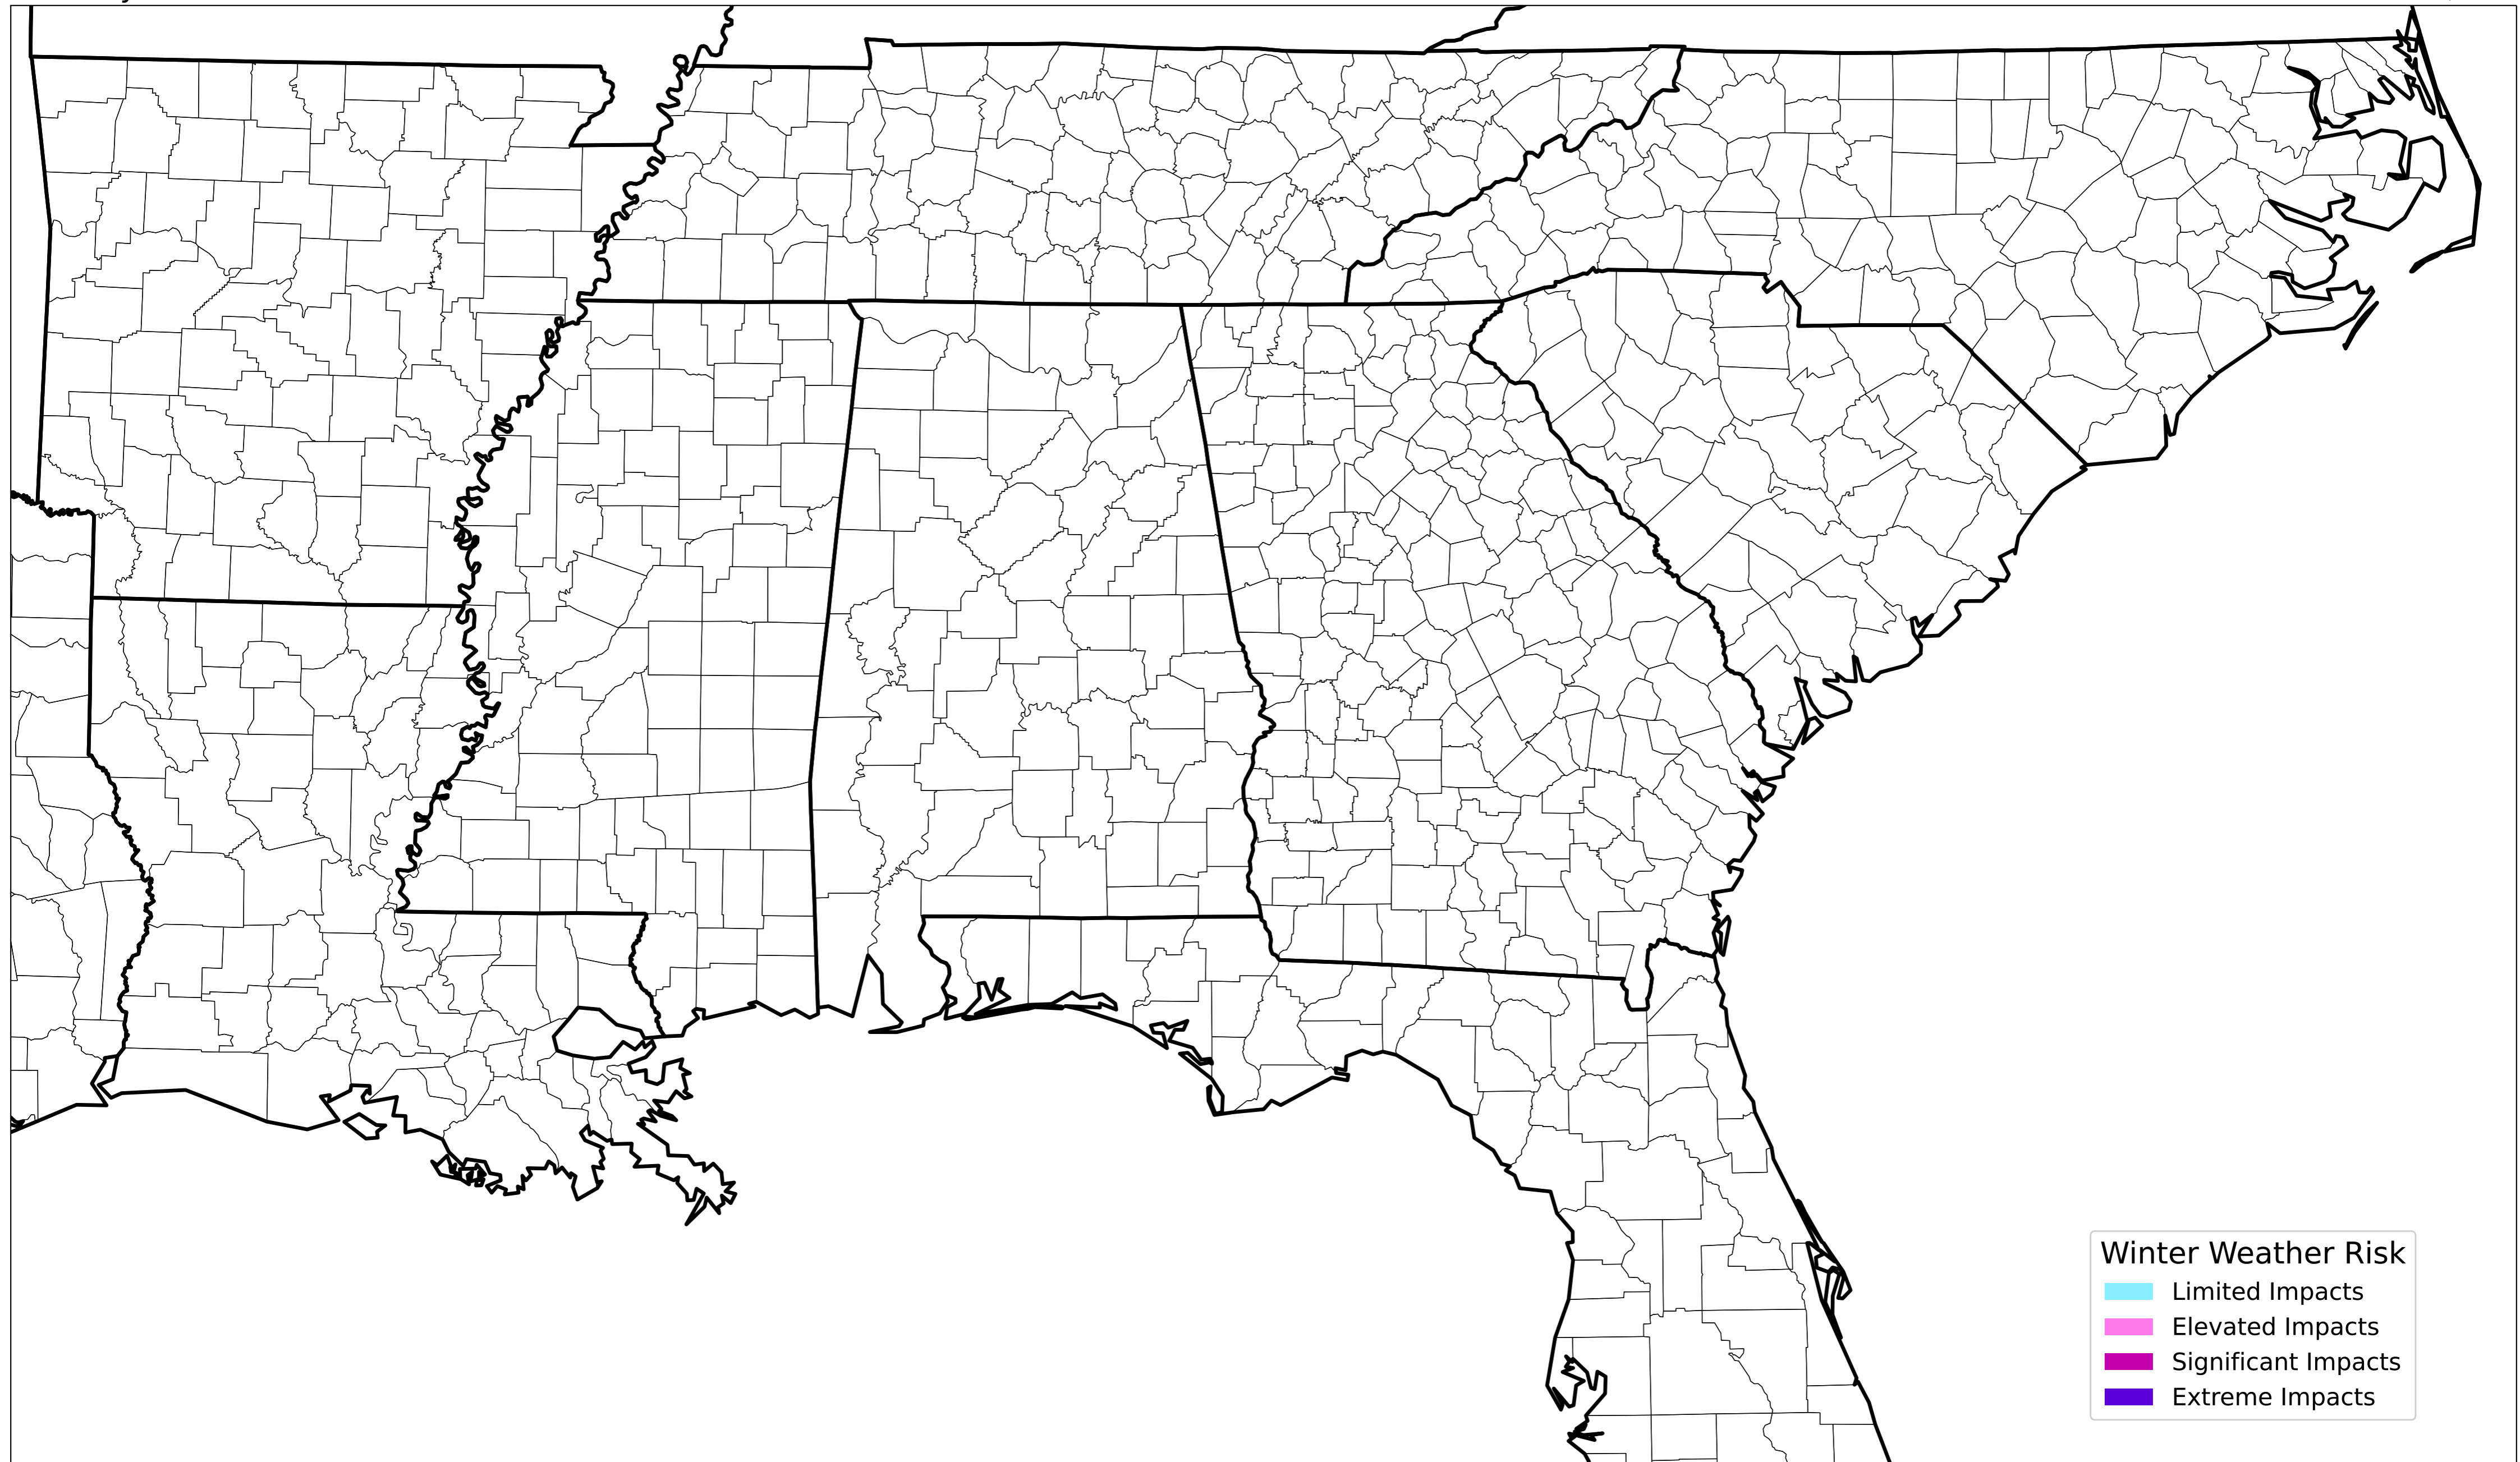 Winter Weather Risk
Limited Impacts
Elevated Impacts
Significant Impacts
Extreme Impacts